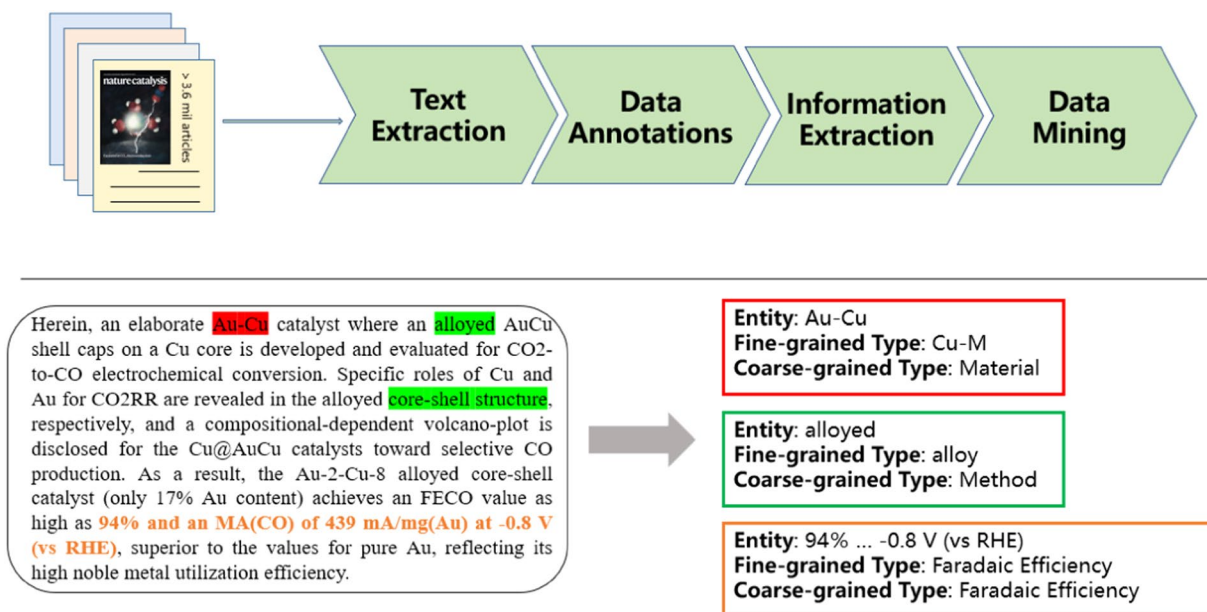 naturecatalysis
> 3.6 mil articles
Text
Extraction
Data
Annotations
Information
Extraction
Data
Mining
Herein, an elaborate Au-Cu catalyst where an alloyed AuCu
shell caps on a Cu core is developed and evaluated for CO2-
to-CO electrochemical conversion. Specific roles of Cu and
Au for CO2RR are revealed in the alloyed core-shell structure,
respectively, and a compositional-dependent volcano-plot is
disclosed for the Cu@AuCu catalysts toward selective CO
production. As a result, the Au-2-Cu-8 alloyed core-shell
catalyst (only 17% Au content) achieves an FECO value as
high as 94% and an MA(CO) of 439 mA/mg(Au) at -0.8 V
(vs RHE), superior to the values for pure Au, reflecting its
high noble metal utilization efficiency.
Entity: Au-Cu
Fine-grained Type: Cu-M
Coarse-grained Type: Material
Entity: alloyed
Fine-grained Type: alloy
Coarse-grained Type: Method
Entity: 94% ... -0.8 V (vs RHE)
Fine-grained Type: Faradaic Efficiency
Coarse-grained Type: Faradaic Efficiency